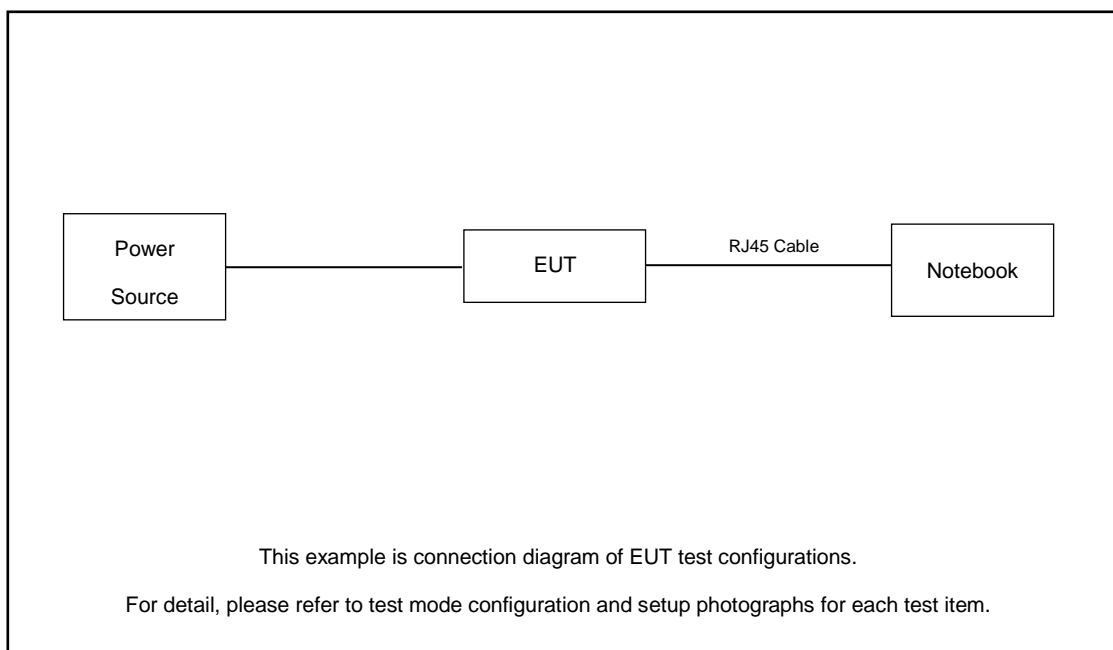 Power
Source
EUT
RJ45 Cable
Notebook
This example is connection diagram of EUT test configurations.
For detail, please refer to test mode configuration and setup photographs for each test item.